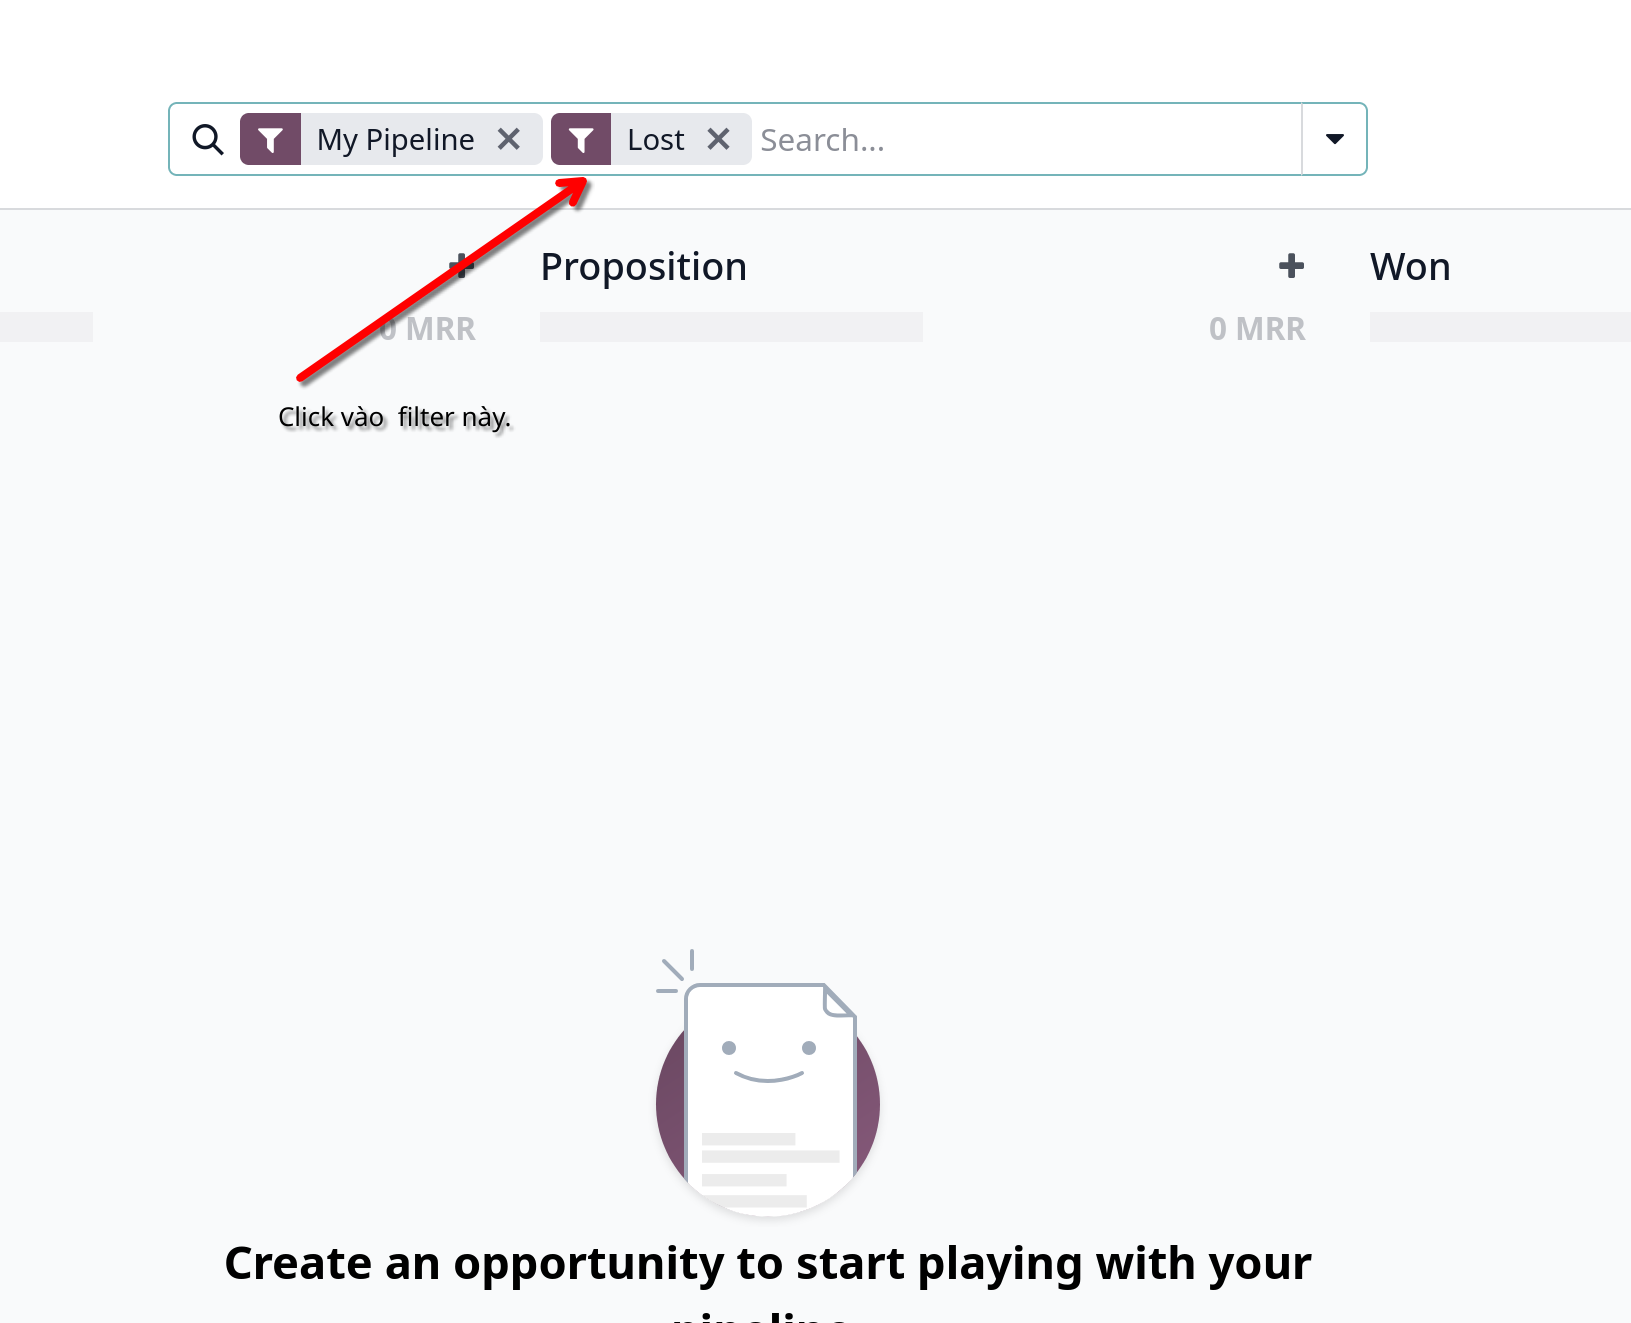 My Pipeline Lost Search...
Proposition Won
0 MRR 0 MRR
Click vào filter này.
Create an opportunity to start playing with your
pipeline